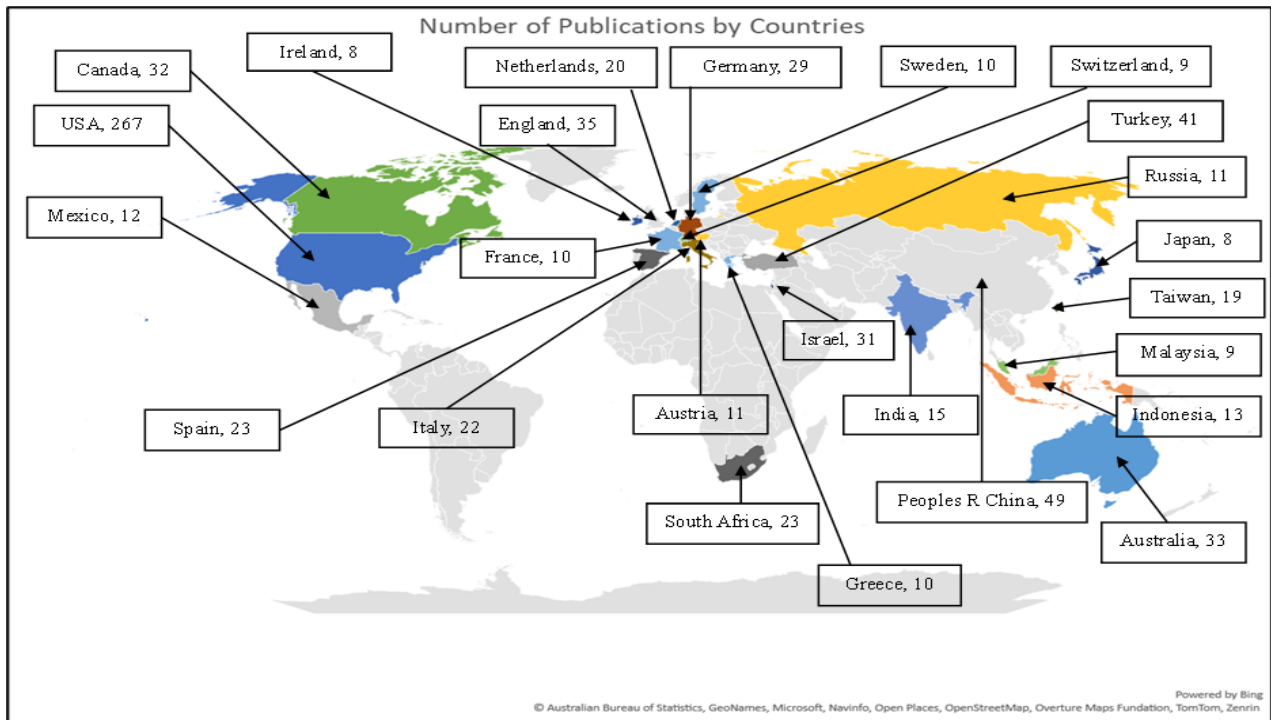 Number of Publications by Countries
Ireland, 8
Netherlands, 20
Germany, 29
Sweden, 10
Switzerland, 9
Canada, 32
USA, 267
England, 35
Turkey, 41
Russia, 11
Mexico, 12
France, 10
Japan, 8
Taiwan, 19
Israel, 31
Malaysia, 9
Spain, 23
Italy, 22
Austria, 11
India, 15
Indonesia, 13
Peoples R China, 49
South Africa, 23
Australia, 33
Greece, 10
Powered by Bing
© Australian Bureau of Statistics, GeoNames, Microsoft, Navinfo, Open Places, OpenStreetMap, Overture Maps Fundation, TomTom, Zenrin